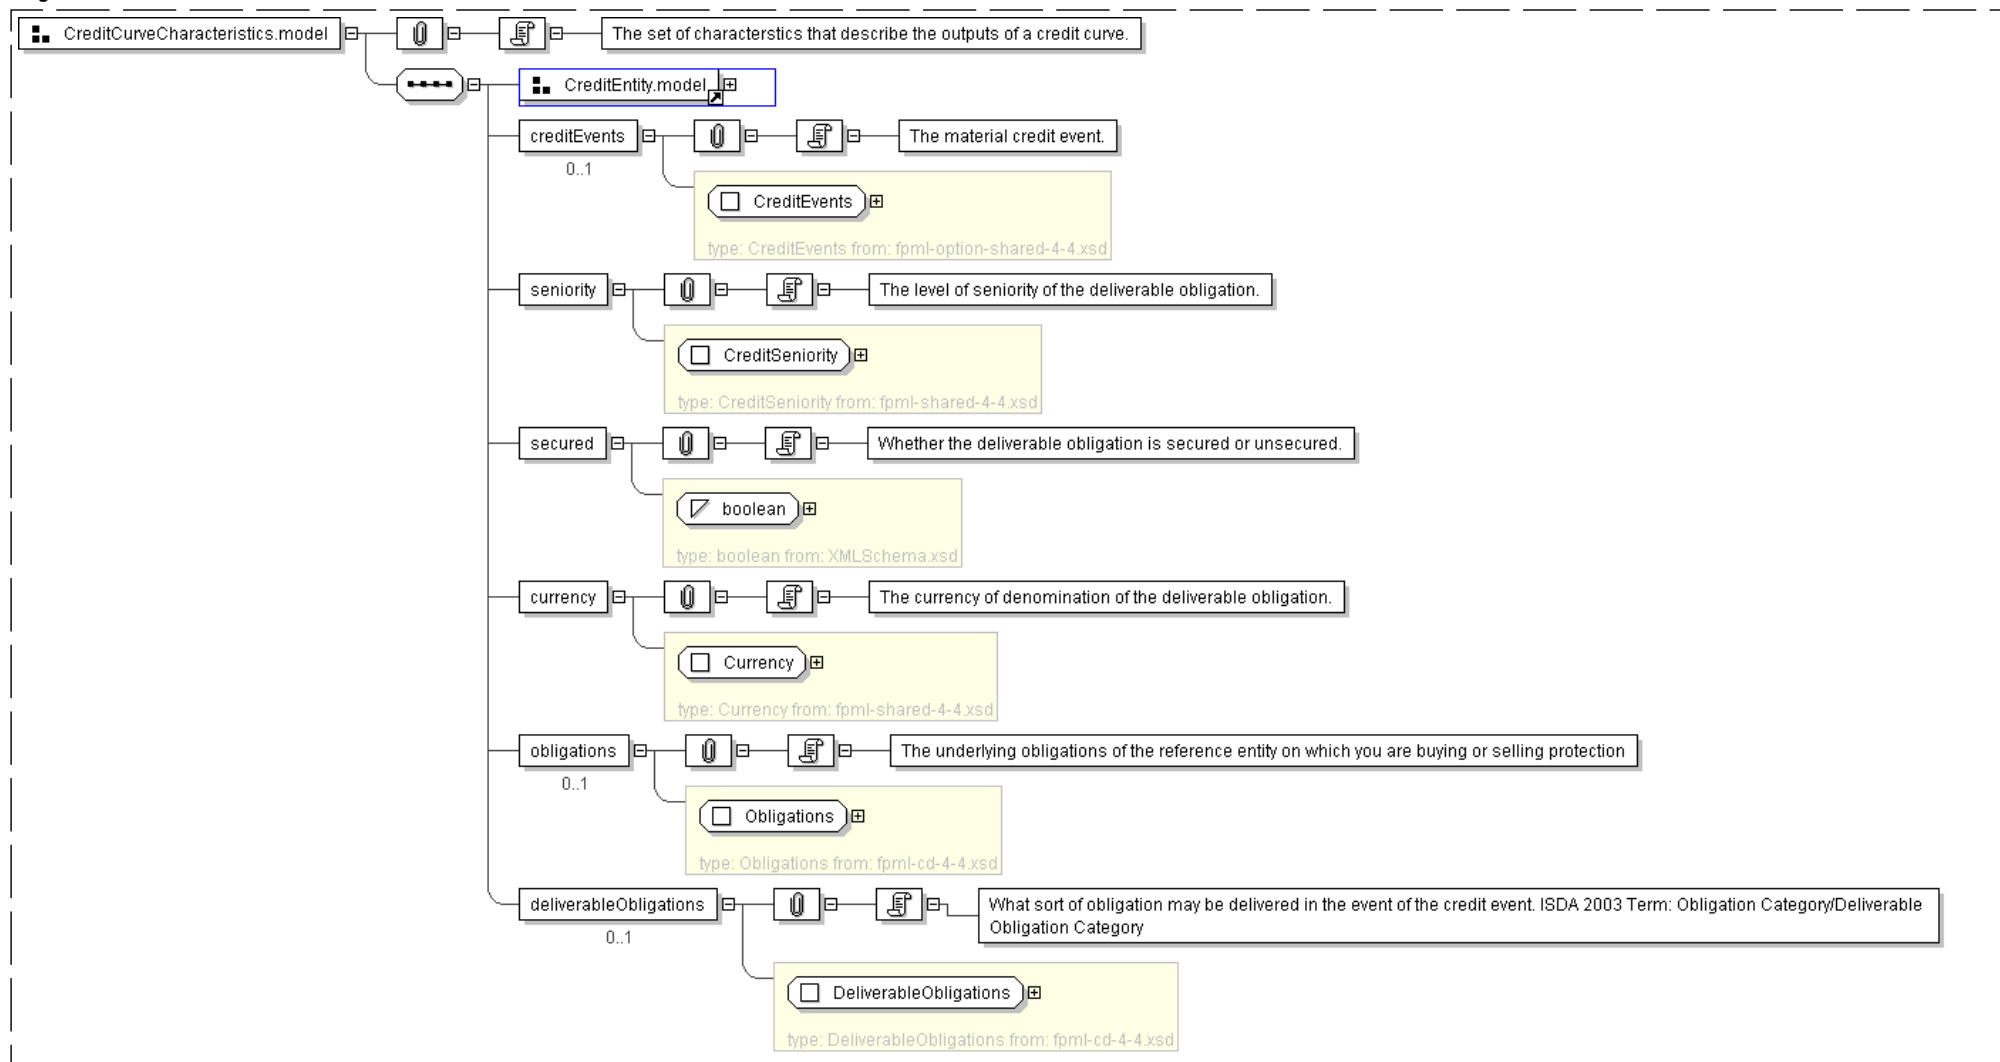 CreditCurveCharacteristics.model
The set of characterstics that describe the outputs of a credit curve.
CreditEntity.model
creditEvents
The material credit event.
0..1
CreditEvents
type: CreditEvents from: fpml-option-shared-4-4.xsd
seniority
The level of seniority of the deliverable obligation.
CreditSeniority
type: CreditSeniority from: fpml-shared-4-4.xsd
secured
Whether the deliverable obligation is secured or unsecured.
boolean
type: boolean from: XMLSchema.xsd
currency
The currency of denomination of the deliverable obligation.
Currency
type: Currency from: fpml-shared-4-4.xsd
obligations
The underlying obligations of the reference entity on which you are buying or selling protection
0..1
Obligations
type: Obligations from: fpml-cd-4-4.xsd
deliverableObligations
What sort of obligation may be delivered in the event of the credit event. ISDA 2003 Term: Obligation Category/Deliverable
Obligation Category
0..1
DeliverableObligations
type: DeliverableObligations from: fpml-cd-4-4.xsd